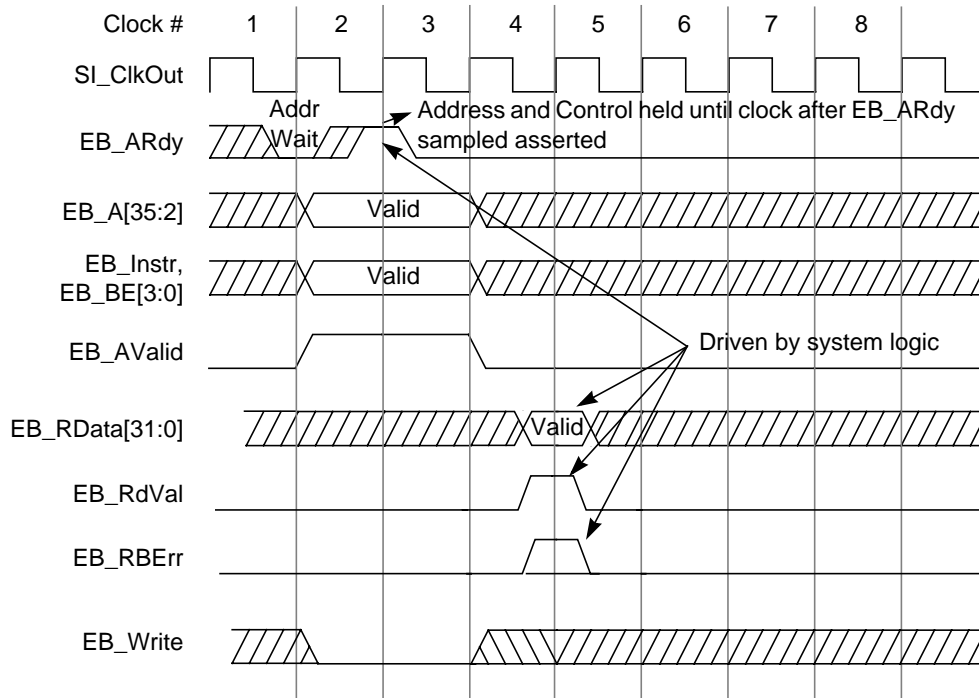 Clock # 1 2 3 4 5 6 7 8
SI_ClkOut
Addr
Wait
Address and Control held until clock after EB_ARdy
sampled asserted
EB_ARdy
EB_A[35:2]
Valid
EB_Instr,
EB_BE[3:0]
Valid
EB_AValid
Driven by system logic
EB_RData[31:0]
Valid
EB_RdVal
EB_RBErr
EB_Write